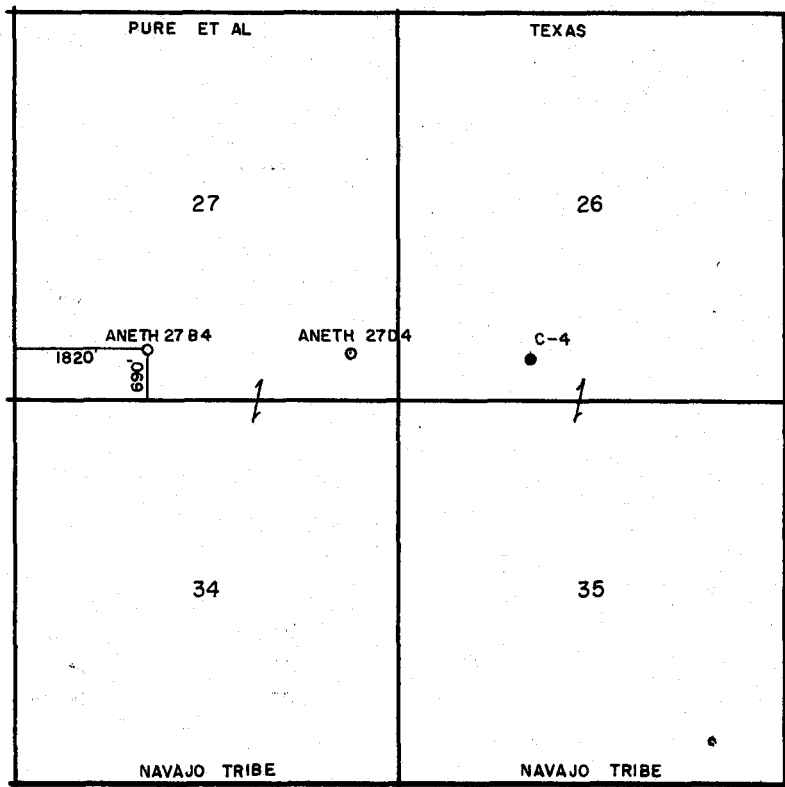 PURE ET AL
TEXAS
27
26
ANETH 27B4
ANETH 27D4
C-4
1820'
690'
34
35
NAVAJO TRIBE
NAVAJO TRIBE